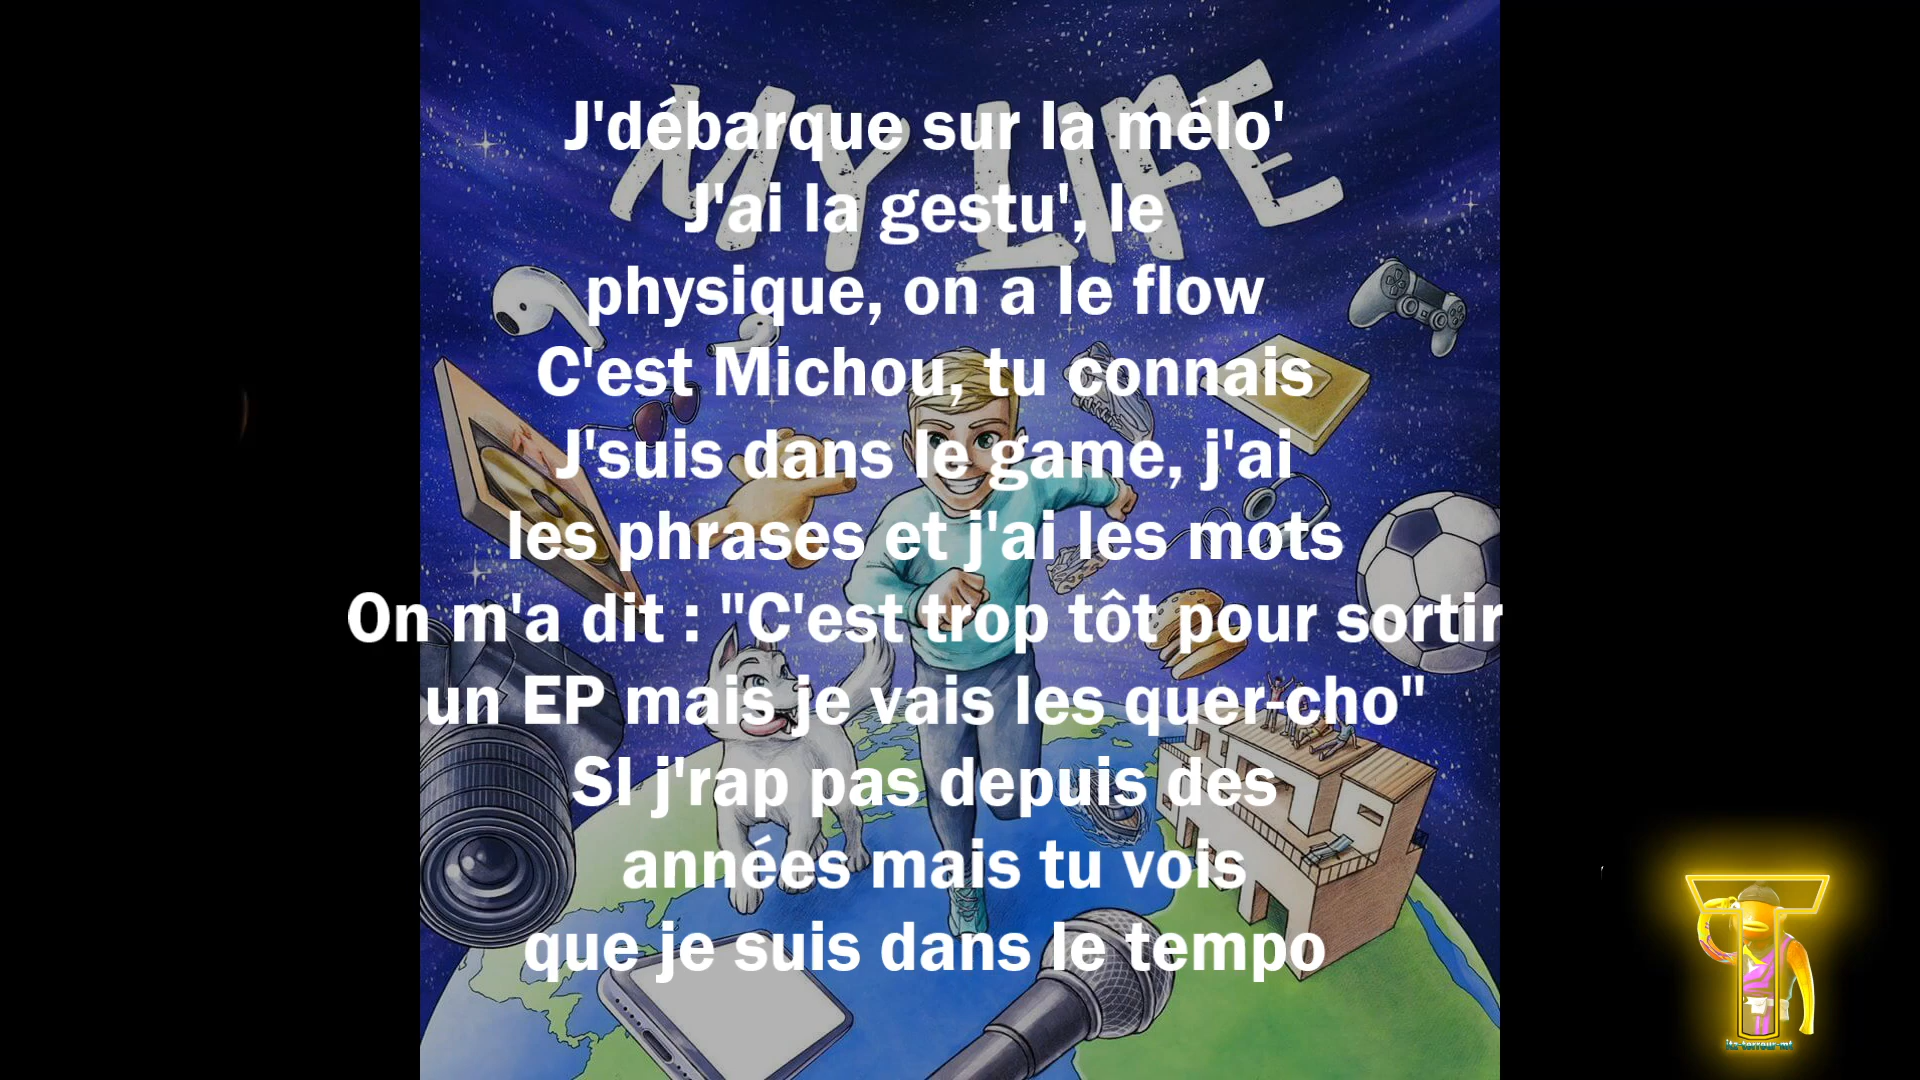 MY LIFE
J'débarque sur la mélo'
J'ai la gestu', le
physique, on a le flow
C'est Michou, tu connais
J'suis dans le game, j'ai
les phrases et j'ai les mots
On m'a dit : "C'est trop tôt pour sortir
un EP mais je vais les quer-cho"
SI j'rap pas depuis des
années mais tu vois
que je suis dans le tempo
T
itz-terreur-mt